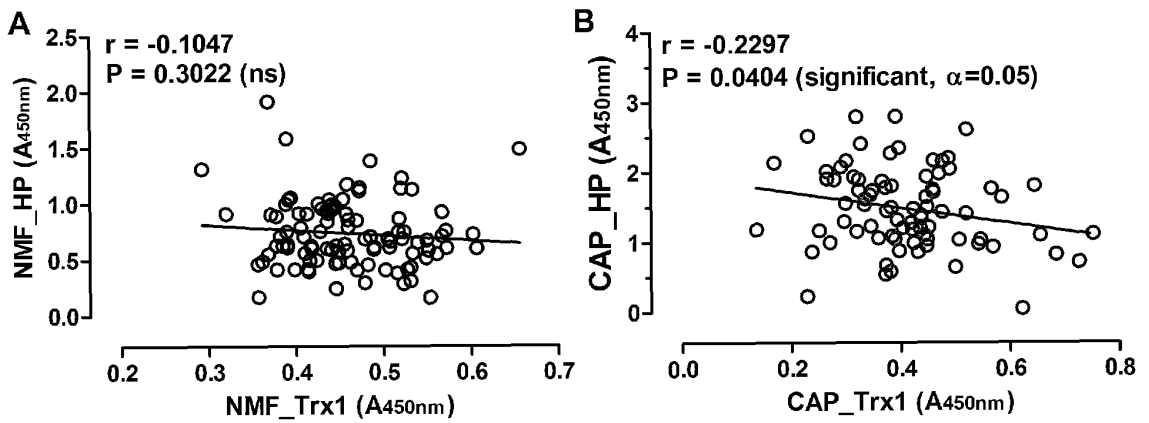 A
r = -0.1047
P = 0.3022 (ns)
NMF_HP (A450nm)
2.5
2.0
1.5
1.0
0.5
0.0
0.2 0.3 0.4 0.5 0.6 0.7
NMF_Trx1 (A450nm)
B
r = -0.2297
P = 0.0404 (significant, α=0.05)
CAP_HP (A450nm)
4
3
2
1
0
0.0 0.2 0.4 0.6 0.8
CAP_Trx1 (A450nm)